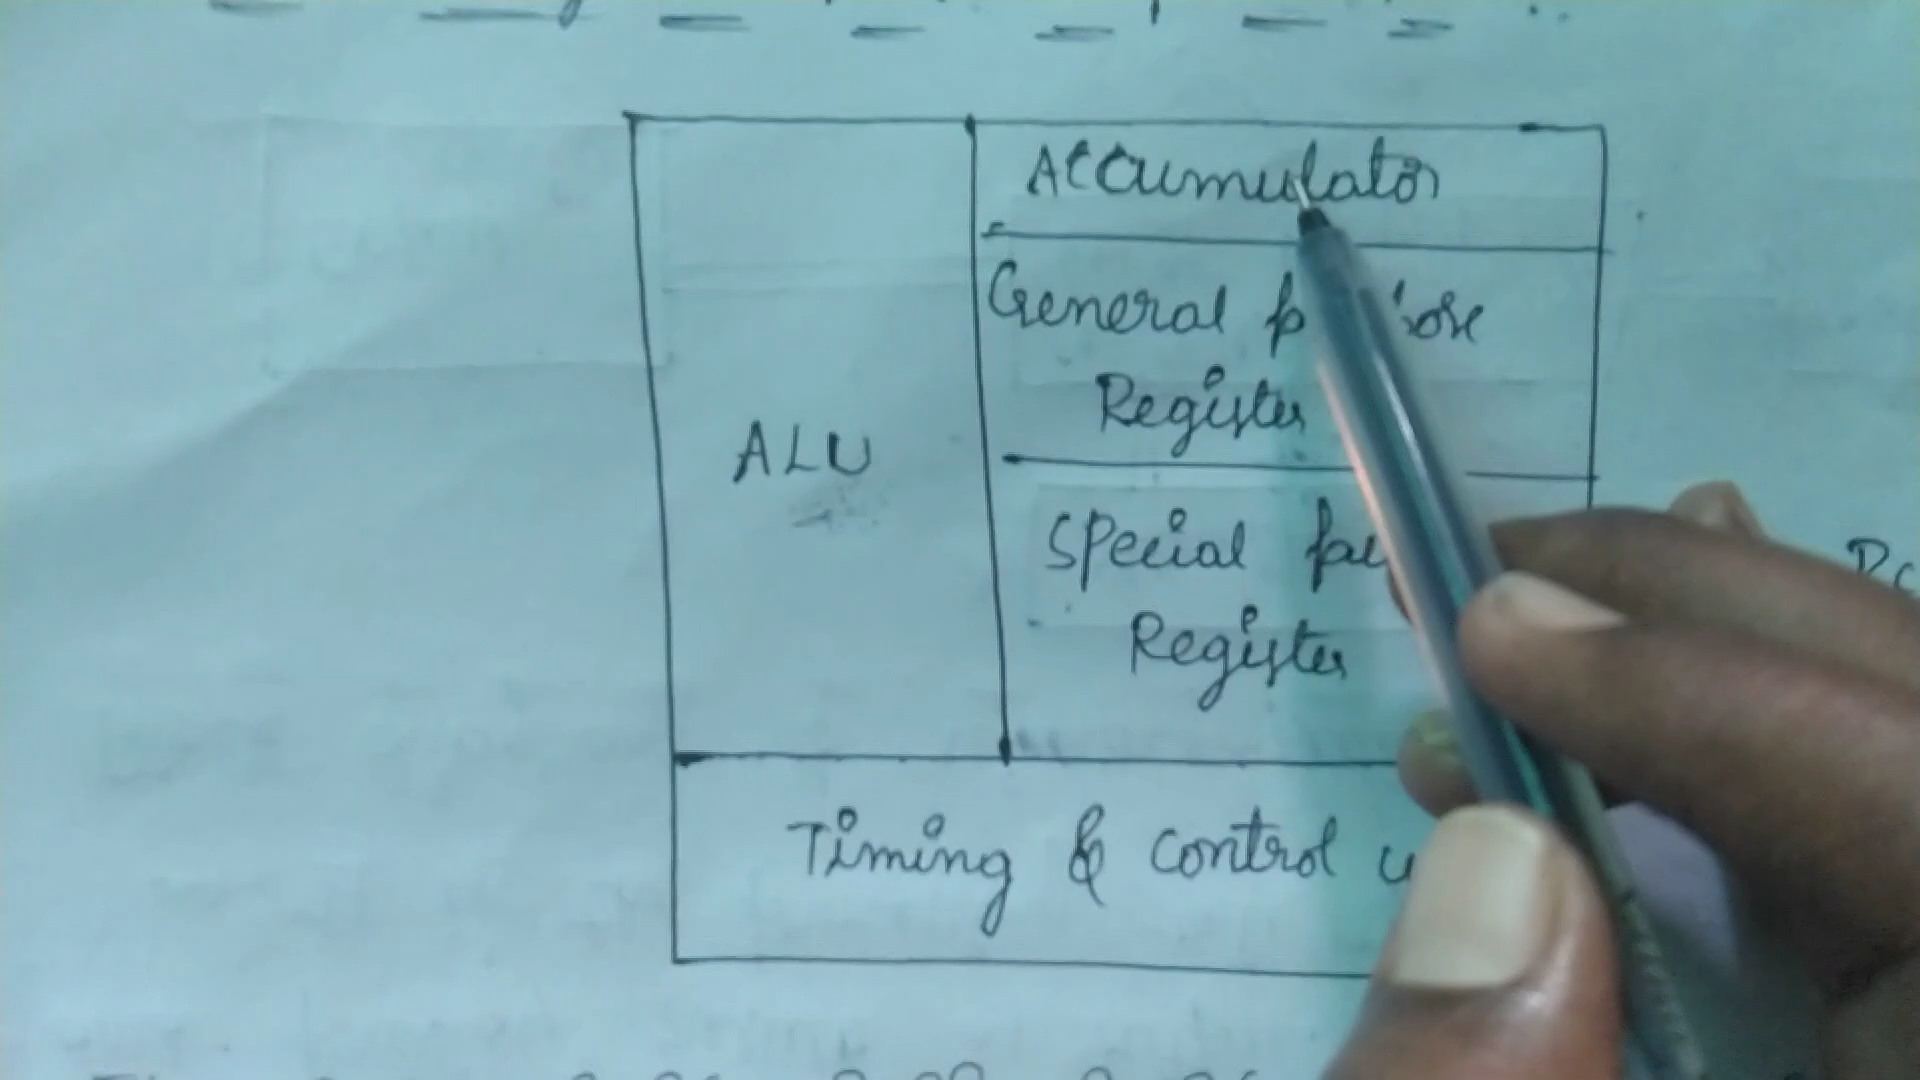 Accumulator
General
Register
ALU
Special
Register
Timing & control